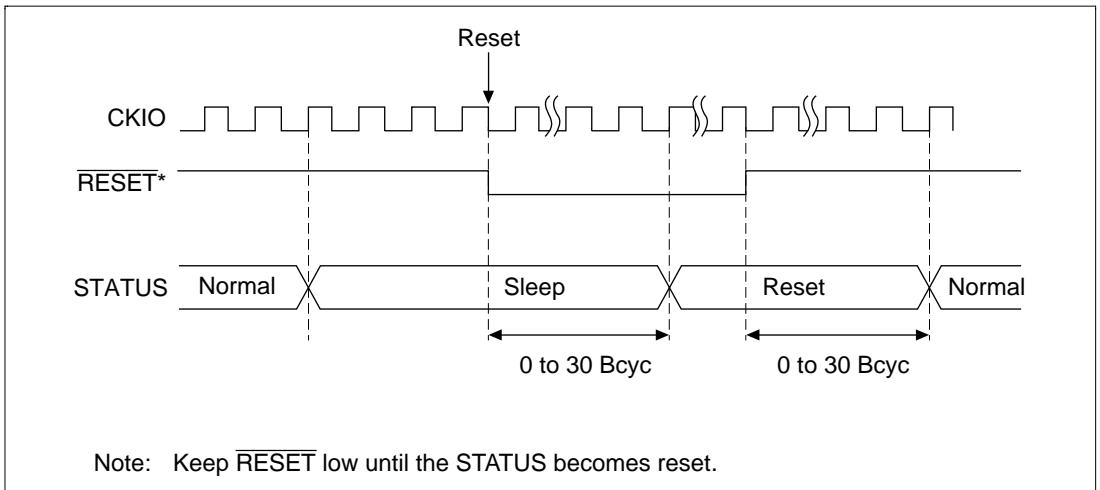 Reset
CKIO
RESET*
STATUS Normal Sleep Reset Normal
0 to 30 Bcyc 0 to 30 Bcyc
Note: Keep RESET low until the STATUS becomes reset.